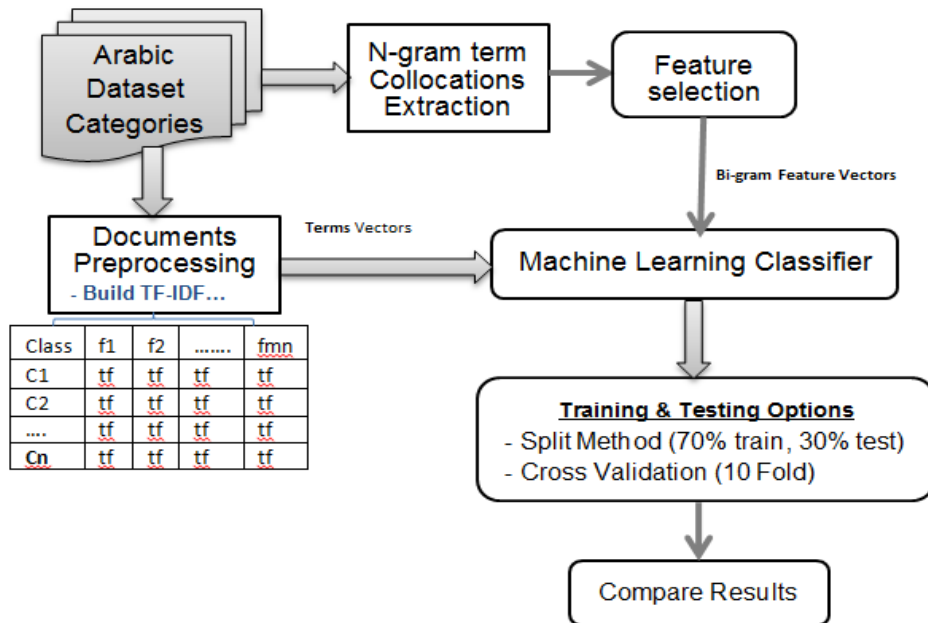 Arabic
Dataset
Categories
N-gram term
Collocations
Extraction
Feature
selection
Bi-gram Feature Vectors
Documents
Preprocessing
- Build TF-IDF...
Terms Vectors
Machine Learning Classifier
Class f1 f2 ....... fmn
C1 tf tf tf tf
C2 tf tf tf tf
.... tf tf tf tf
Cn tf tf tf tf
Training & Testing Options
- Split Method (70% train, 30% test)
- Cross Validation (10 Fold)
Compare Results